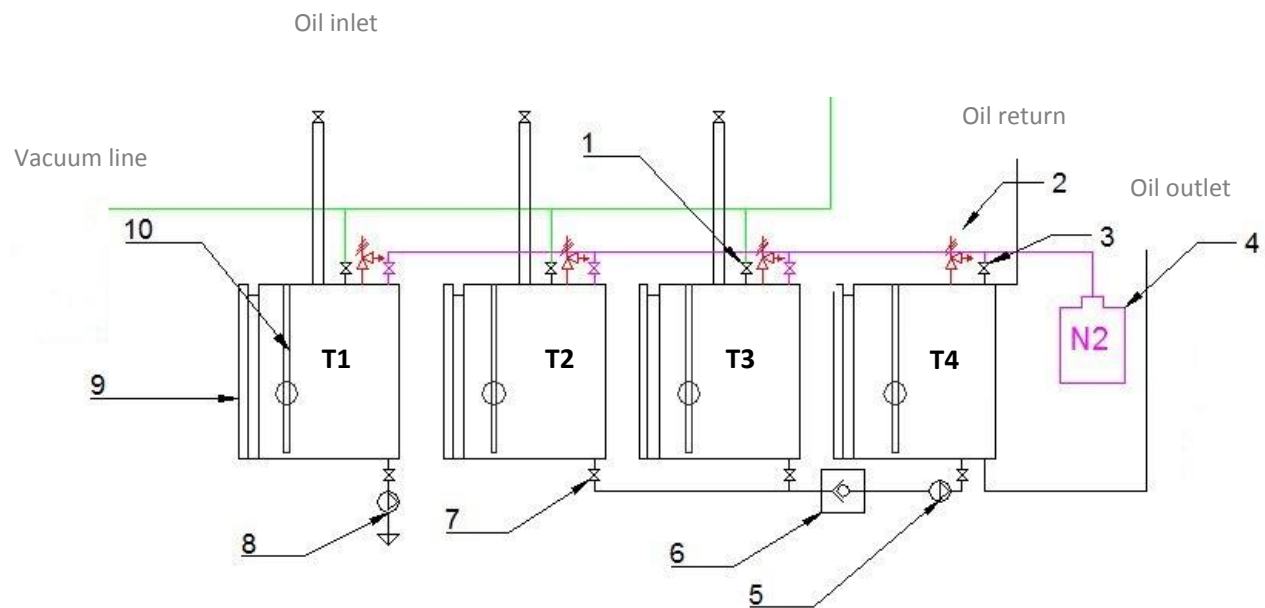 Oil inlet
Oil return
Vacuum line
1
2
Oil outlet
10
3
4
T1
T2
T3
T4
N2
9
8
7
6
5